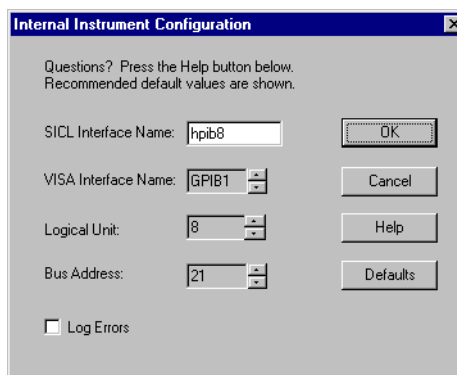 Internal Instrument Configuration
Questions? Press the Help button below.
Recommended default values are shown.
SICL Interface Name: hpib8
OK
VISA Interface Name: GPIB1
Cancel
Logical Unit: 8
Help
Bus Address: 21
Defaults
Log Errors